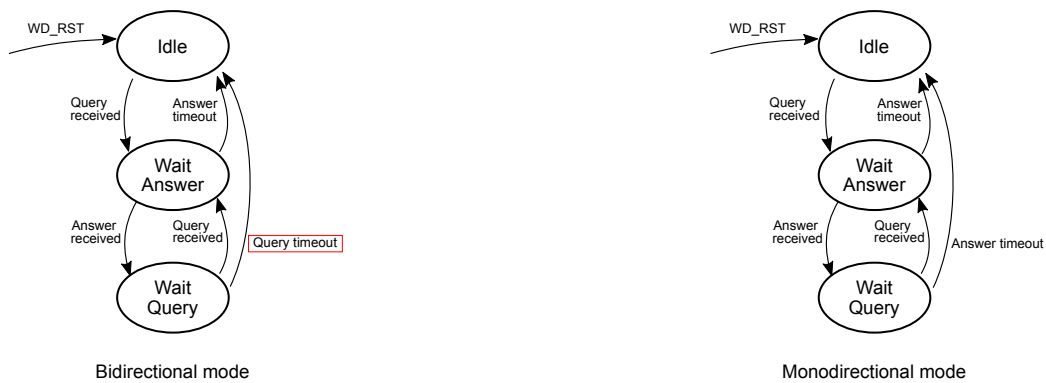 WD_RST
Idle
Query
received
Answer
timeout
Wait
Answer
Answer
received
Query
received
Query timeout
Wait
Query
Bidirectional mode
WD_RST
Idle
Query
received
Answer
timeout
Wait
Answer
Answer
received
Query
received
Answer timeout
Wait
Query
Monodirectional mode